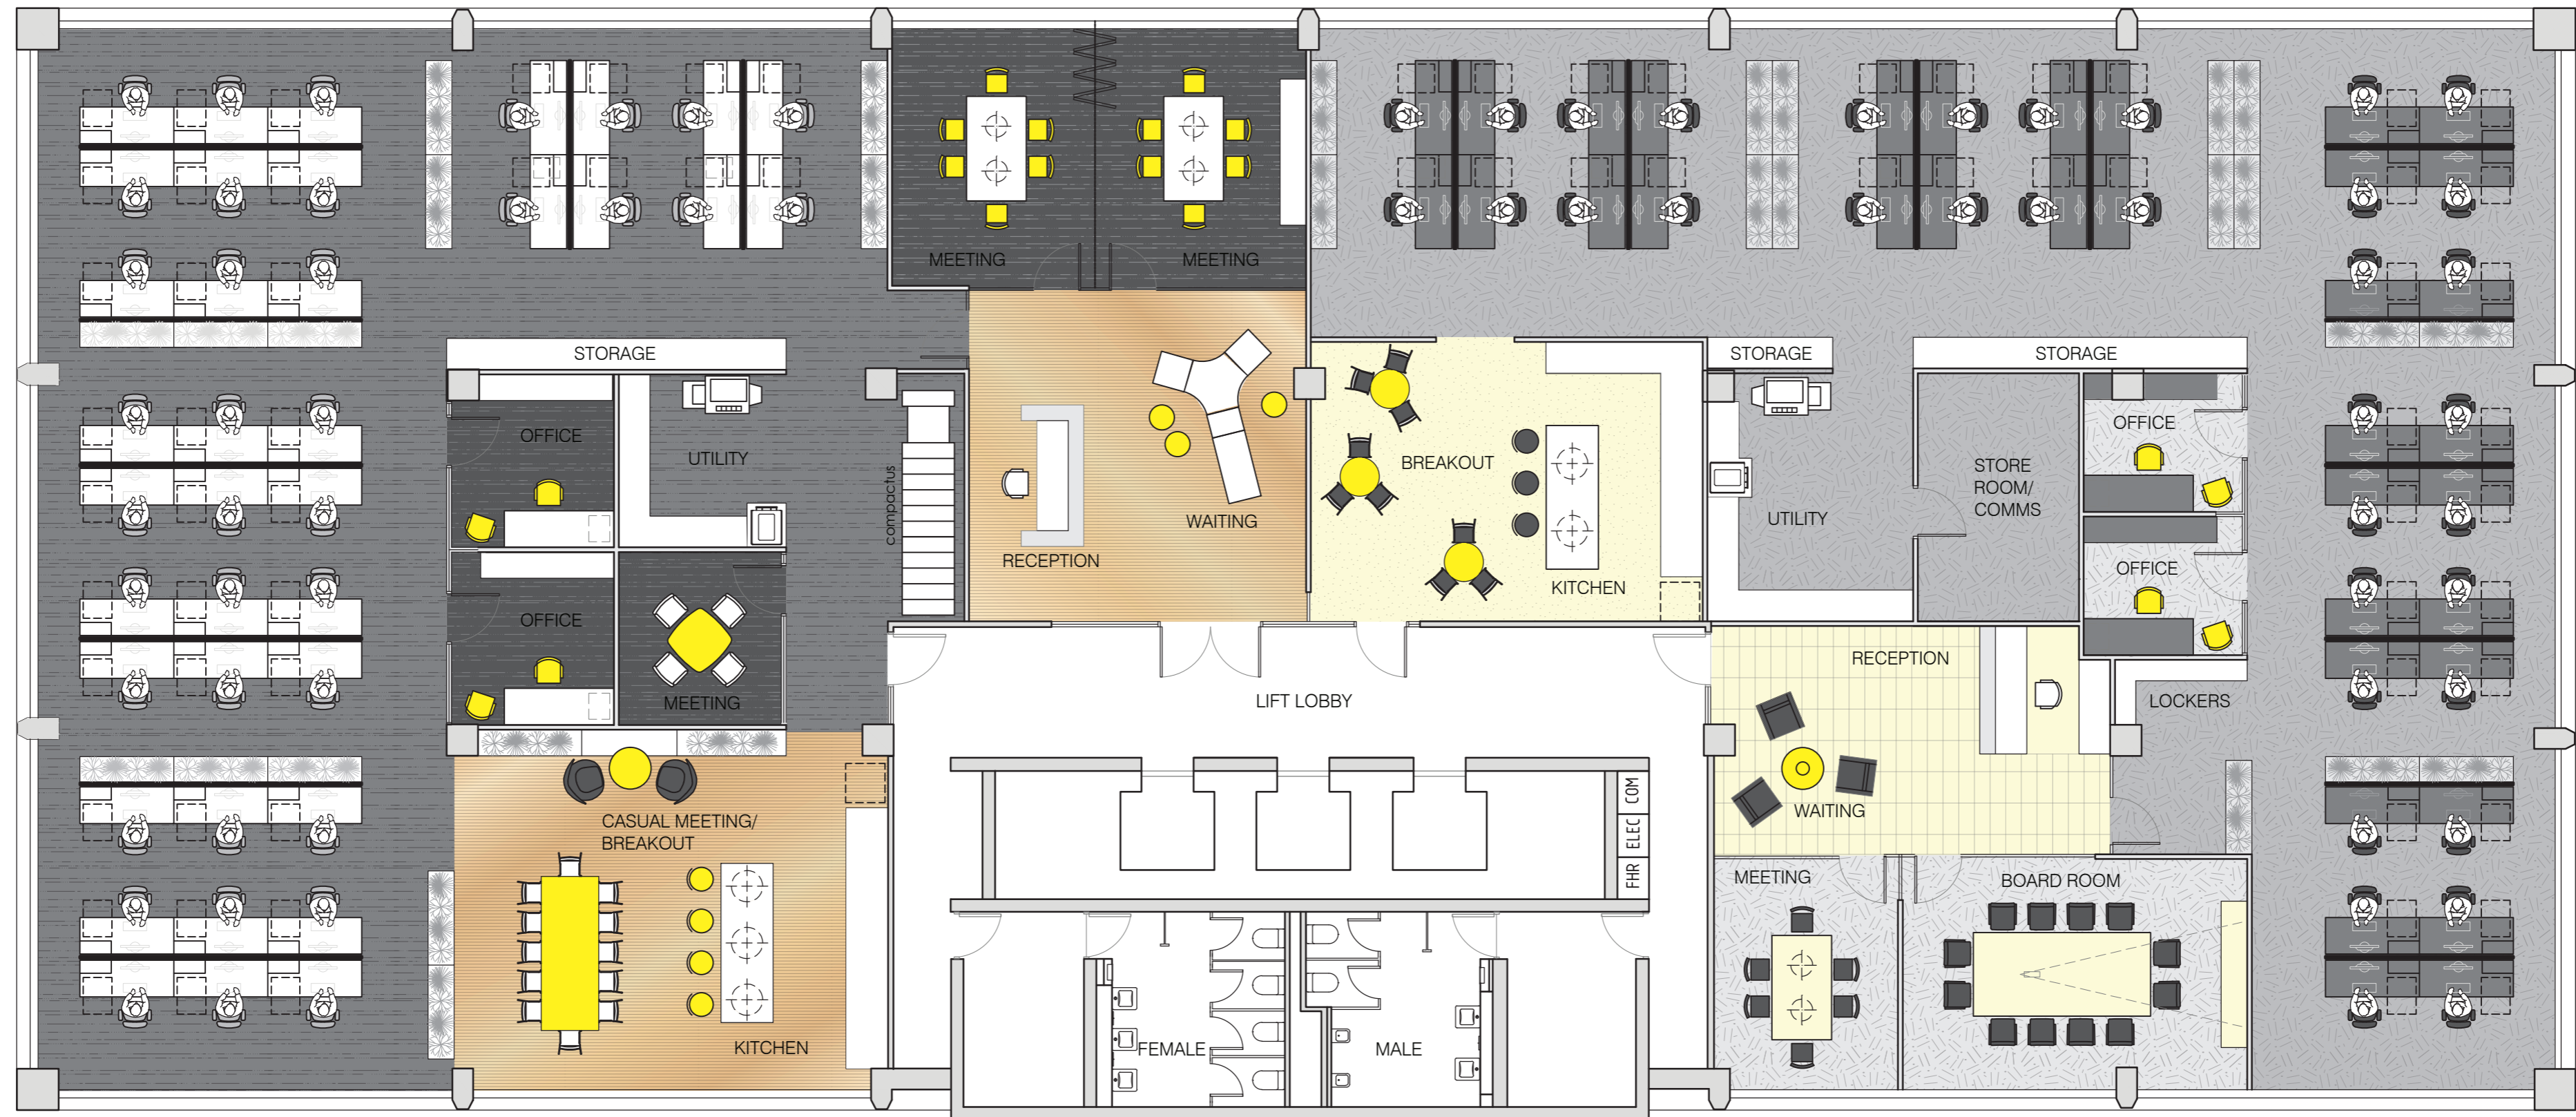 MEETING
MEETING
STORAGE
STORAGE
STORAGE
OFFICE
UTILITY
compactus
WAITING
RECEPTION
BREAKOUT
KITCHEN
UTILITY
STORE
ROOM/
COMMS
OFFICE
OFFICE
OFFICE
MEETING
LIFT LOBBY
RECEPTION
LOCKERS
WAITING
CASUAL MEETING/
BREAKOUT
KITCHEN
COM
ELEC
FHR
MEETING
BOARD ROOM
FEMALE
MALE